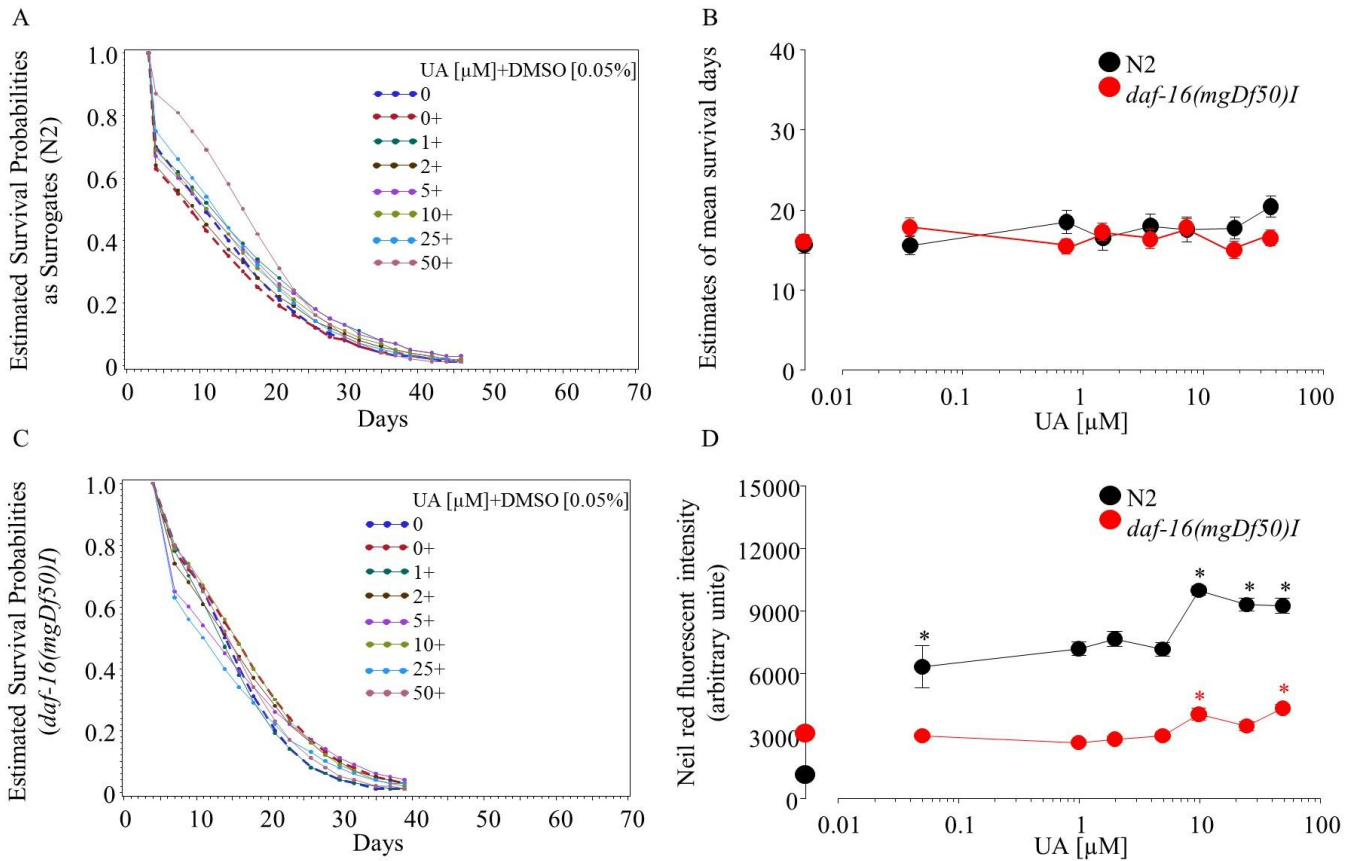 A
Estimated Survival Probabilities
as Surrogates (N2)
1.0
0.8
0.6
0.4
0.2
0
UA [µM]+DMSO [0.05%]
0
0+
1+
2+
5+
10+
25+
50+
0 10 20 30 40 50 60 70
Days
B
Estimates of mean survival days
40
30
20
10
0
N2
daf-16(mgDf50)I
0.01 0.1 1 10 100
UA [µM]
C
Estimated Survival Probabilities
(daf-16(mgDf50)I
1.0
0.8
0.6
0.4
0.2
0
UA [µM]+DMSO [0.05%]
0
0+
1+
2+
5+
10+
25+
50+
0 10 20 30 40 50 60 70
Days
D
Neil red fluorescent intensity
(arbitrary unite)
15000
12000
9000
6000
3000
0
N2
daf-16(mgDf50)I
* * * *
* *
0.01 0.1 1 10 100
UA [µM]